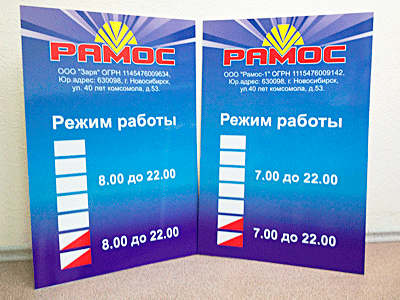 РАМОС
ООО "Заря" ОГРН 1115476009634,
Юр.адрес: 630098, г. Новосибирск,
ул. 40 лет комсомола, д.53.
Режим работы
8.00 до 22.00
8.00 до 22.00
РАМОС
ООО "Рамос-1" ОГРН 1115476009142,
Юр.адрес: 630098, г. Новосибирск,
ул. 40 лет комсомола, д.53.
Режим работы
7.00 до 22.00
7.00 до 22.00